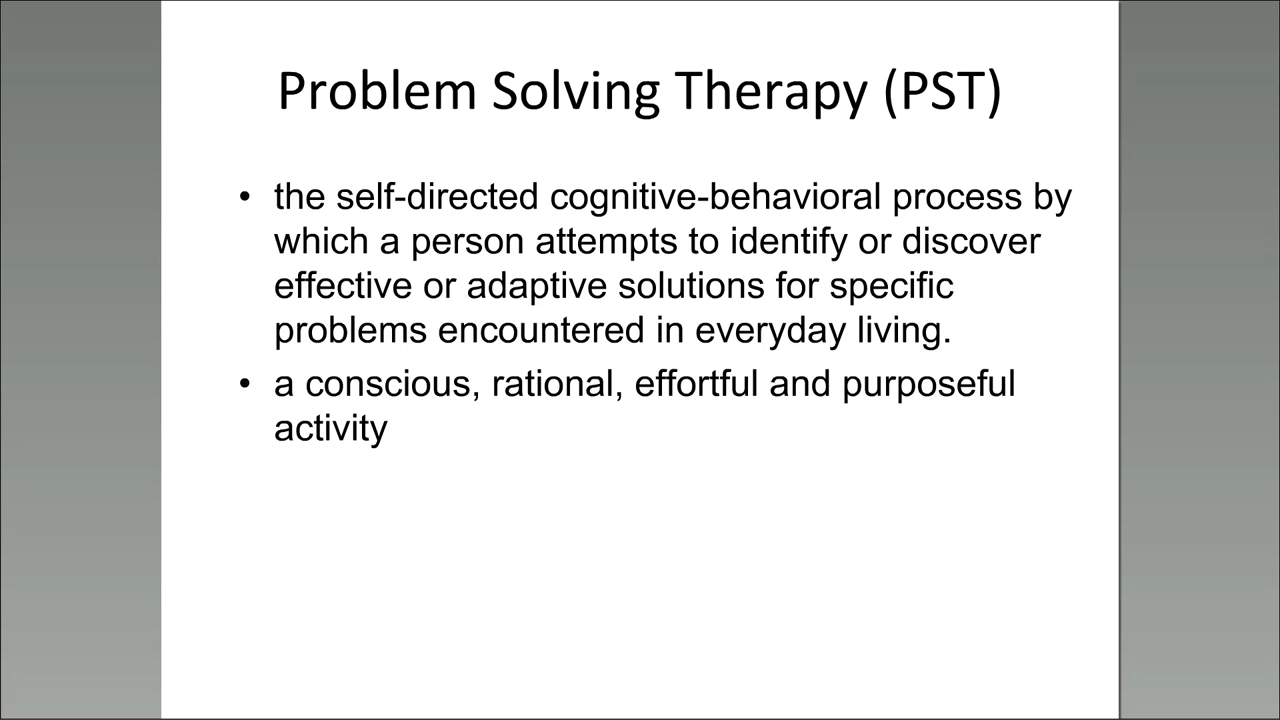 Problem Solving Therapy (PST)
• the self-directed cognitive-behavioral process by
which a person attempts to identify or discover
effective or adaptive solutions for specific
problems encountered in everyday living.
• a conscious, rational, effortful and purposeful
activity